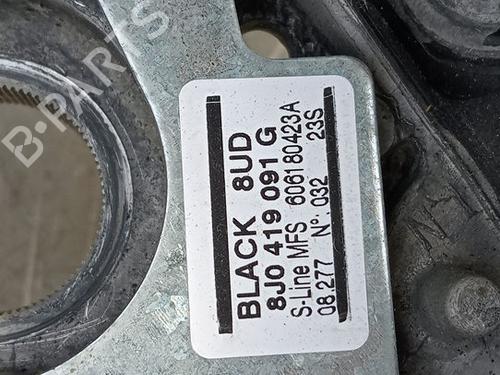 BLACK 8UD
8J0 419 091 G
S-Line MFS 606180423A
08.277 N°. 032 23S
B-PARTS